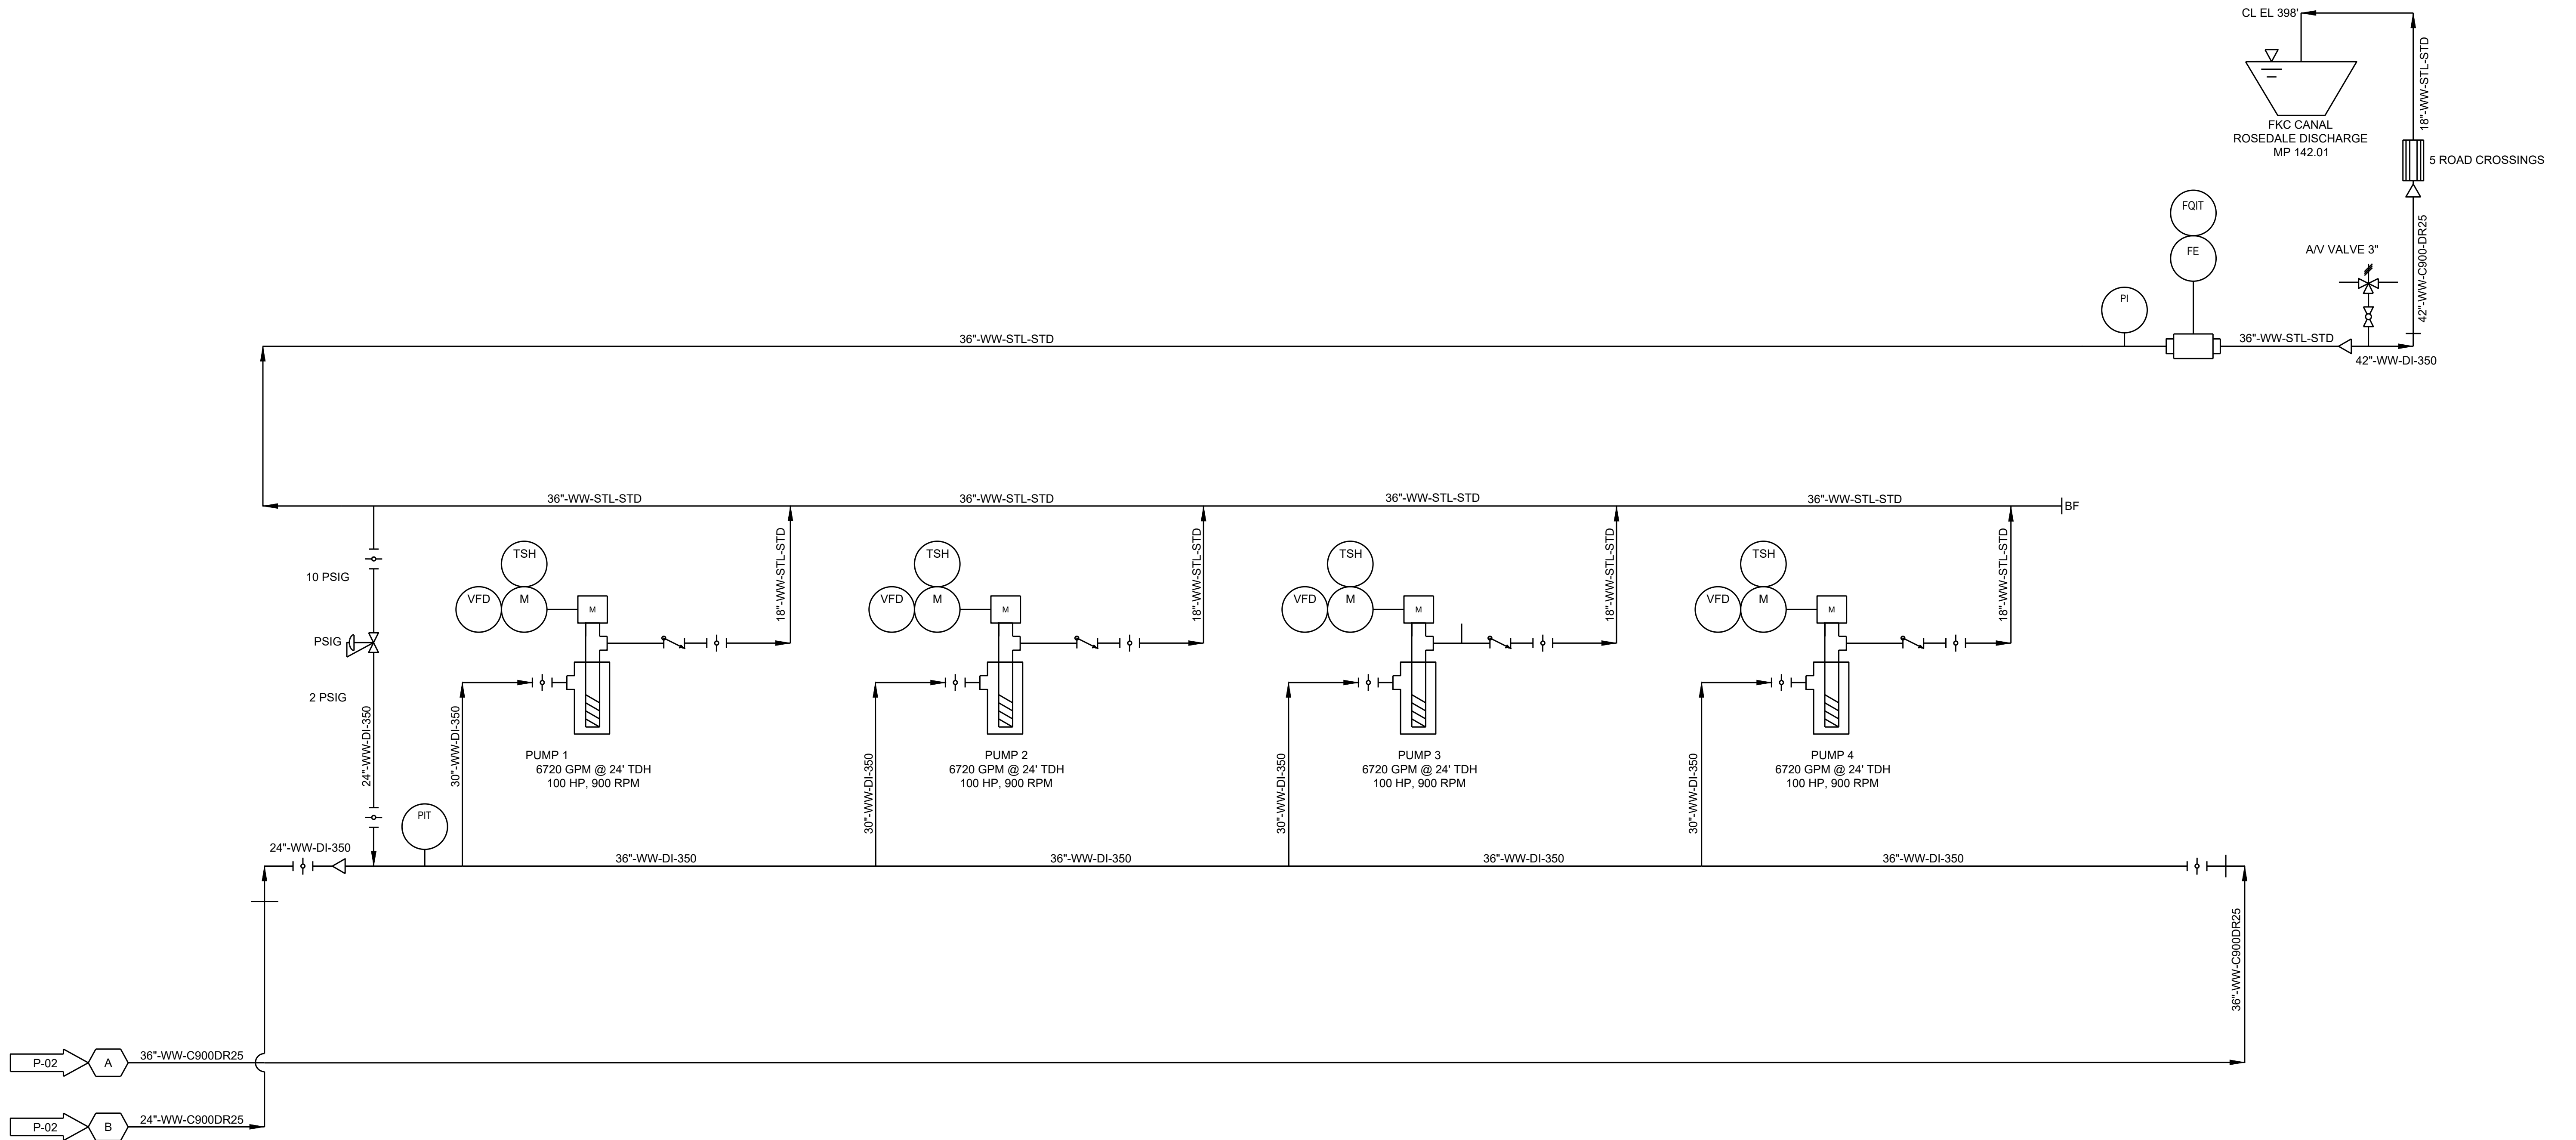 CL EL 398'
18"-WW-STL-STD
FKC CANAL
ROSEDALE DISCHARGE
MP 142.01
5 ROAD CROSSINGS
FQIT
FE
A/V VALVE 3"
42"-WW-C900-DR25
PI
36"-WW-STL-STD
36"-WW-STL-STD
42"-WW-DI-350
36"-WW-STL-STD
36"-WW-STL-STD
36"-WW-STL-STD
36"-WW-STL-STD
BF
10 PSIG
PSIG
2 PSIG
24"-WW-DI-350
TSH
VFD
M
M
18"-WW-STL-STD
30"-WW-DI-350
PUMP 1
6720 GPM @ 24' TDH
100 HP, 900 RPM
TSH
VFD
M
M
18"-WW-STL-STD
30"-WW-DI-350
PUMP 2
6720 GPM @ 24' TDH
100 HP, 900 RPM
TSH
VFD
M
M
18"-WW-STL-STD
30"-WW-DI-350
PUMP 3
6720 GPM @ 24' TDH
100 HP, 900 RPM
TSH
VFD
M
M
18"-WW-STL-STD
30"-WW-DI-350
PUMP 4
6720 GPM @ 24' TDH
100 HP, 900 RPM
PIT
24"-WW-DI-350
36"-WW-DI-350
36"-WW-DI-350
36"-WW-DI-350
36"-WW-DI-350
36"-WW-C900DR25
P-02
A
36"-WW-C900DR25
P-02
B
24"-WW-C900DR25